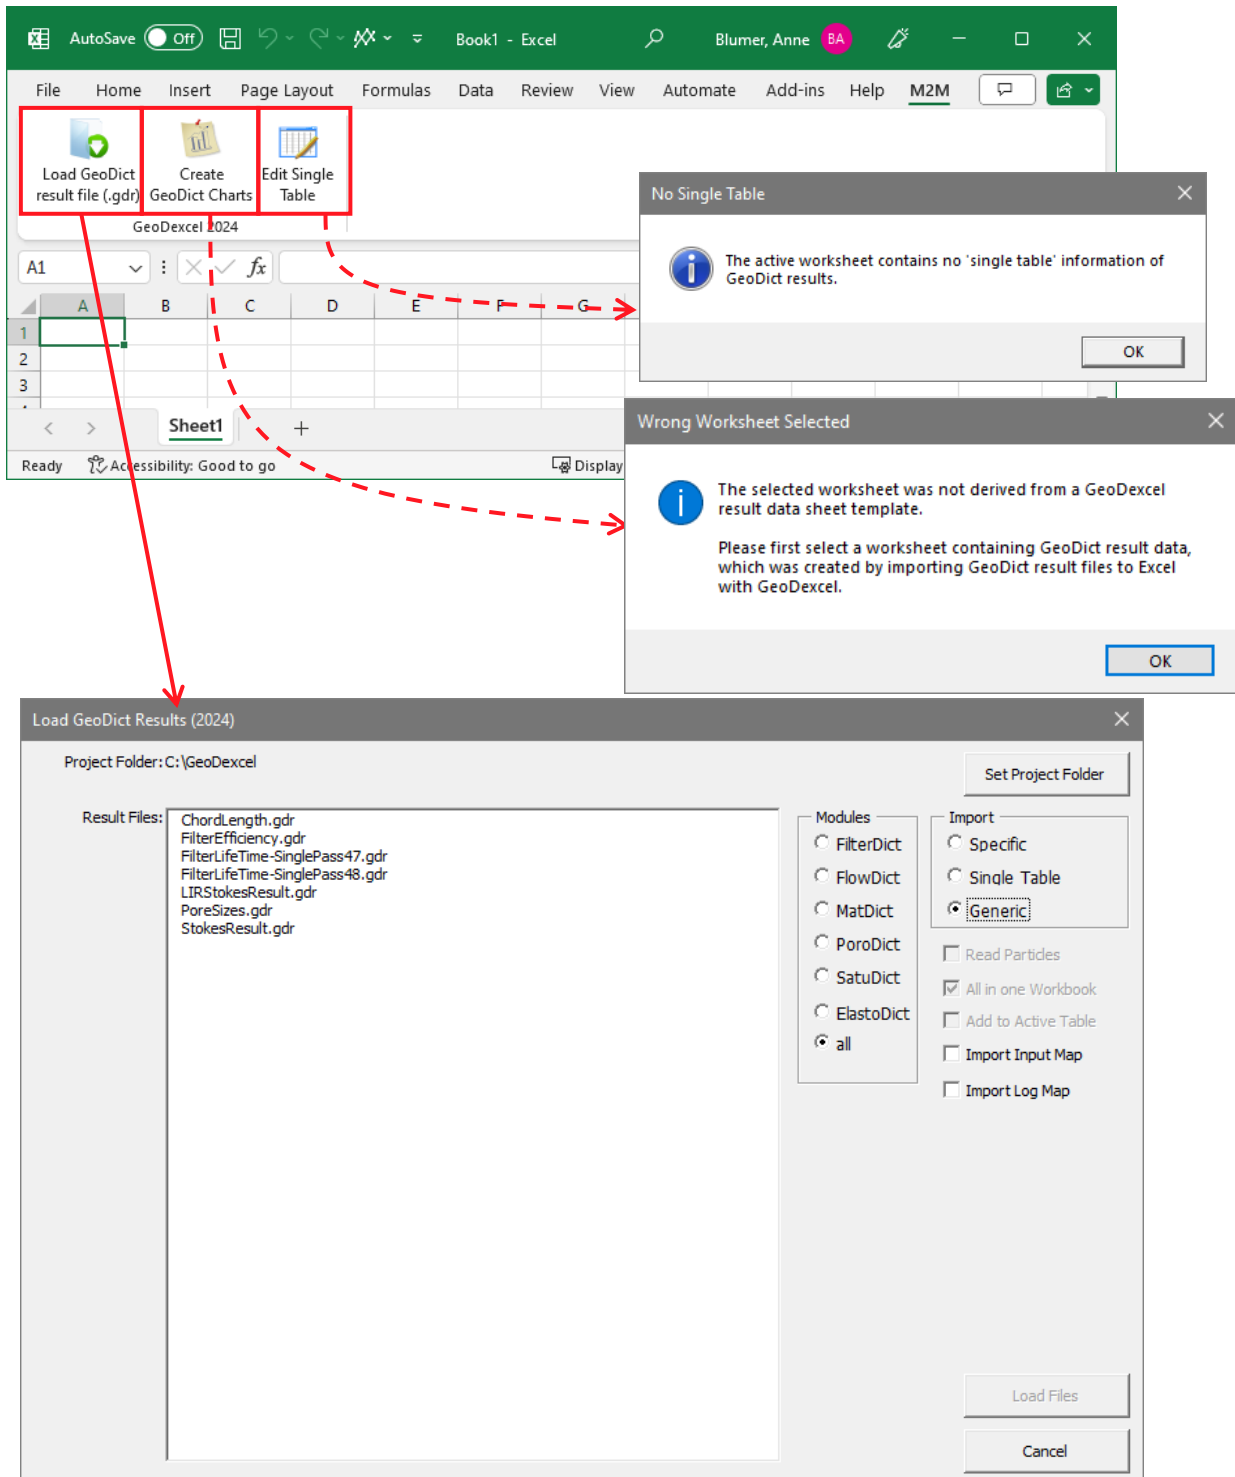 AutoSave Off Book1 - Excel Blumer, Anne BA
File Home Insert Page Layout Formulas Data Review View Automate Add-ins Help M2M
Load GeoDict
result file (.gdr)
Create
GeoDict Charts
Edit Single
Table
GeoDexcel 2024
A1 fx
A B C D E F G
1
2
3
Sheet1
Ready Accessibility: Good to go Display
No Single Table
The active worksheet contains no 'single table' information of
GeoDict results.
OK
Wrong Worksheet Selected
The selected worksheet was not derived from a GeoDexcel
result data sheet template.
Please first select a worksheet containing GeoDict result data,
which was created by importing GeoDict result files to Excel
with GeoDexcel.
OK
Load GeoDict Results (2024)
Project Folder: C:\GeoDexcel
Set Project Folder
Result Files:
ChordLength.gdr
FilterEfficiency.gdr
FilterLifeTime-SinglePass47.gdr
FilterLifeTime-SinglePass48.gdr
LIRStokesResult.gdr
PoreSizes.gdr
StokesResult.gdr
Modules
FilterDict
FlowDict
MatDict
PoroDict
SatuDict
ElastoDict
all
Import
Specific
Single Table
Generic
Read Particles
All in one Workbook
Add to Active Table
Import Input Map
Import Log Map
Load Files
Cancel